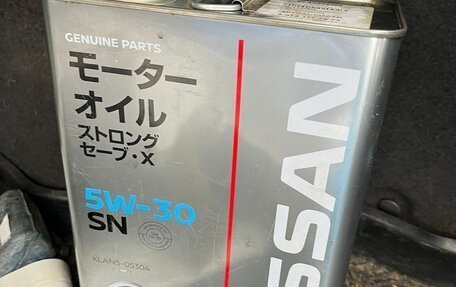 GENUINE PARTS
モーター
オイル
ストロング
セーブ・X
5W-30
SN
KLAN5-05304
SSAN